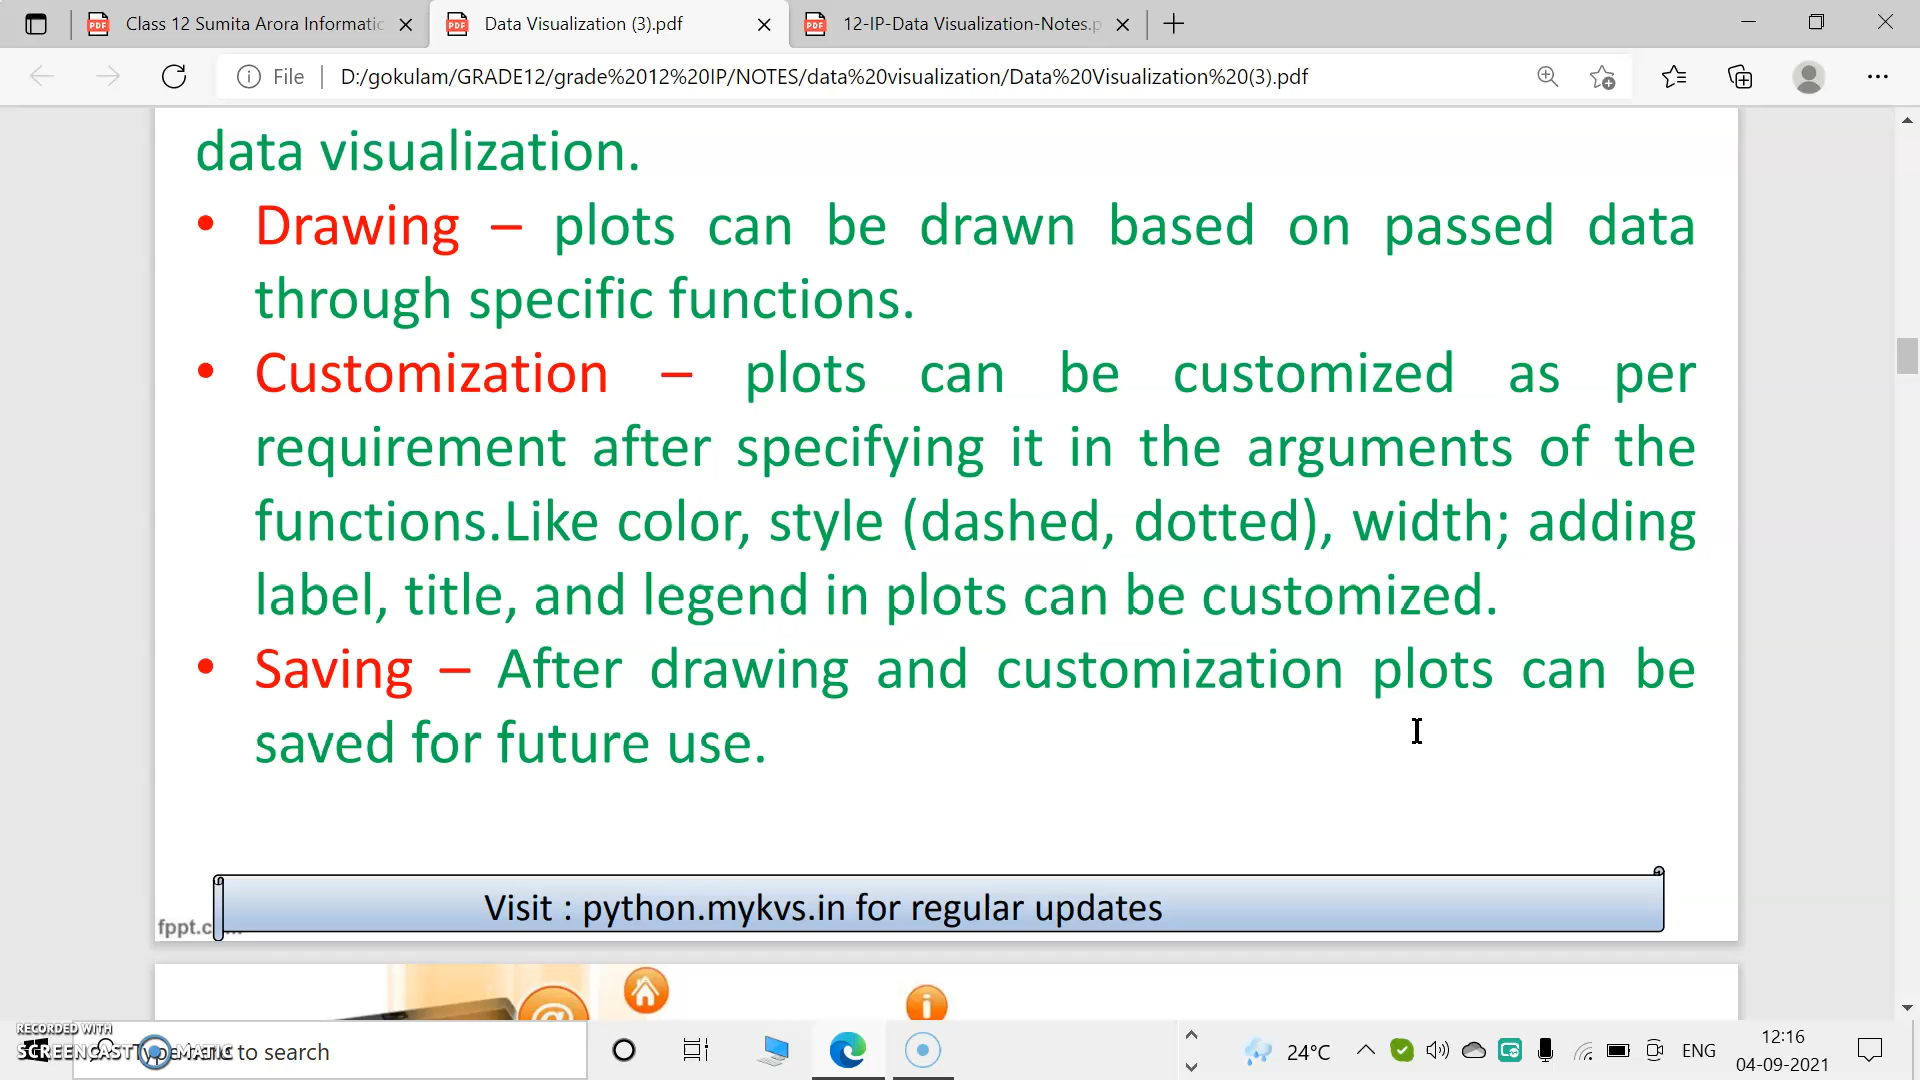 Class 12 Sumita Arora Informatic
Data Visualization (3).pdf
12-IP-Data Visualization-Notes.p
File
D:/gokulam/GRADE12/grade%2012%20IP/NOTES/data%20visualization/Data%20Visualization%20(3).pdf
data visualization.
• Drawing – plots can be drawn based on passed data
through specific functions.
• Customization – plots can be customized as per
requirement after specifying it in the arguments of the
functions.Like color, style (dashed, dotted), width; adding
label, title, and legend in plots can be customized.
• Saving – After drawing and customization plots can be
saved for future use.
Visit : python.mykvs.in for regular updates
fppt.c
RECORDED WITH
SCREENCAST MATIC
to search
24°C
ENG
12:16
04-09-2021